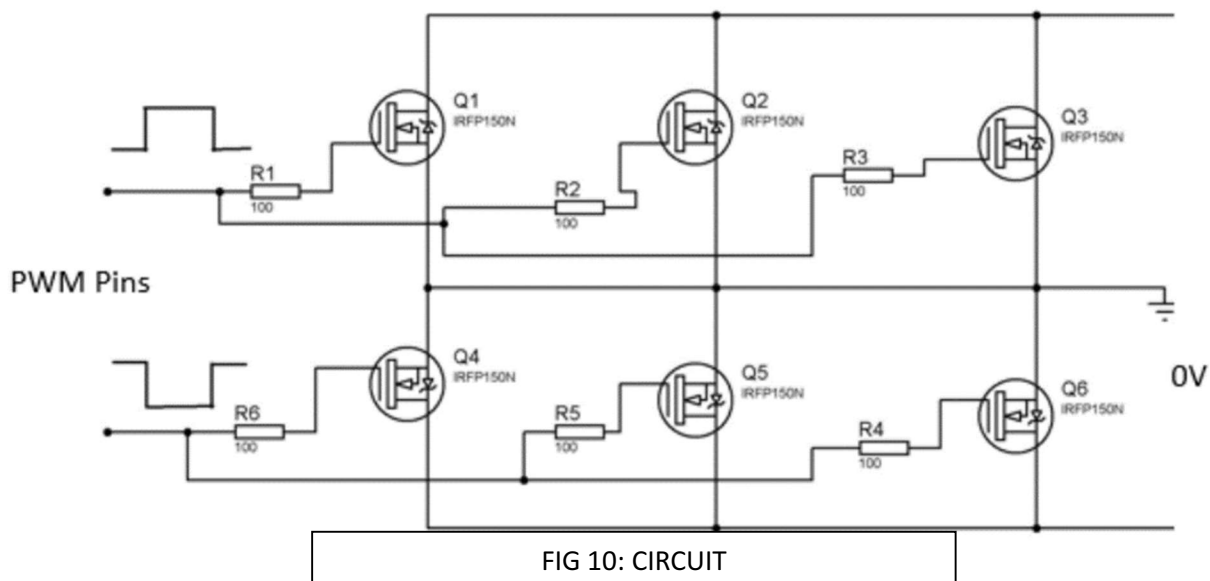 Q1
IRFP150N
Q2
IRFP150N
Q3
IRFP150N
R1
100
R2
100
R3
100
PWM Pins
Q4
IRFP150N
Q5
IRFP150N
Q6
IRFP150N
0V
R6
100
R5
100
R4
100
FIG 10: CIRCUIT